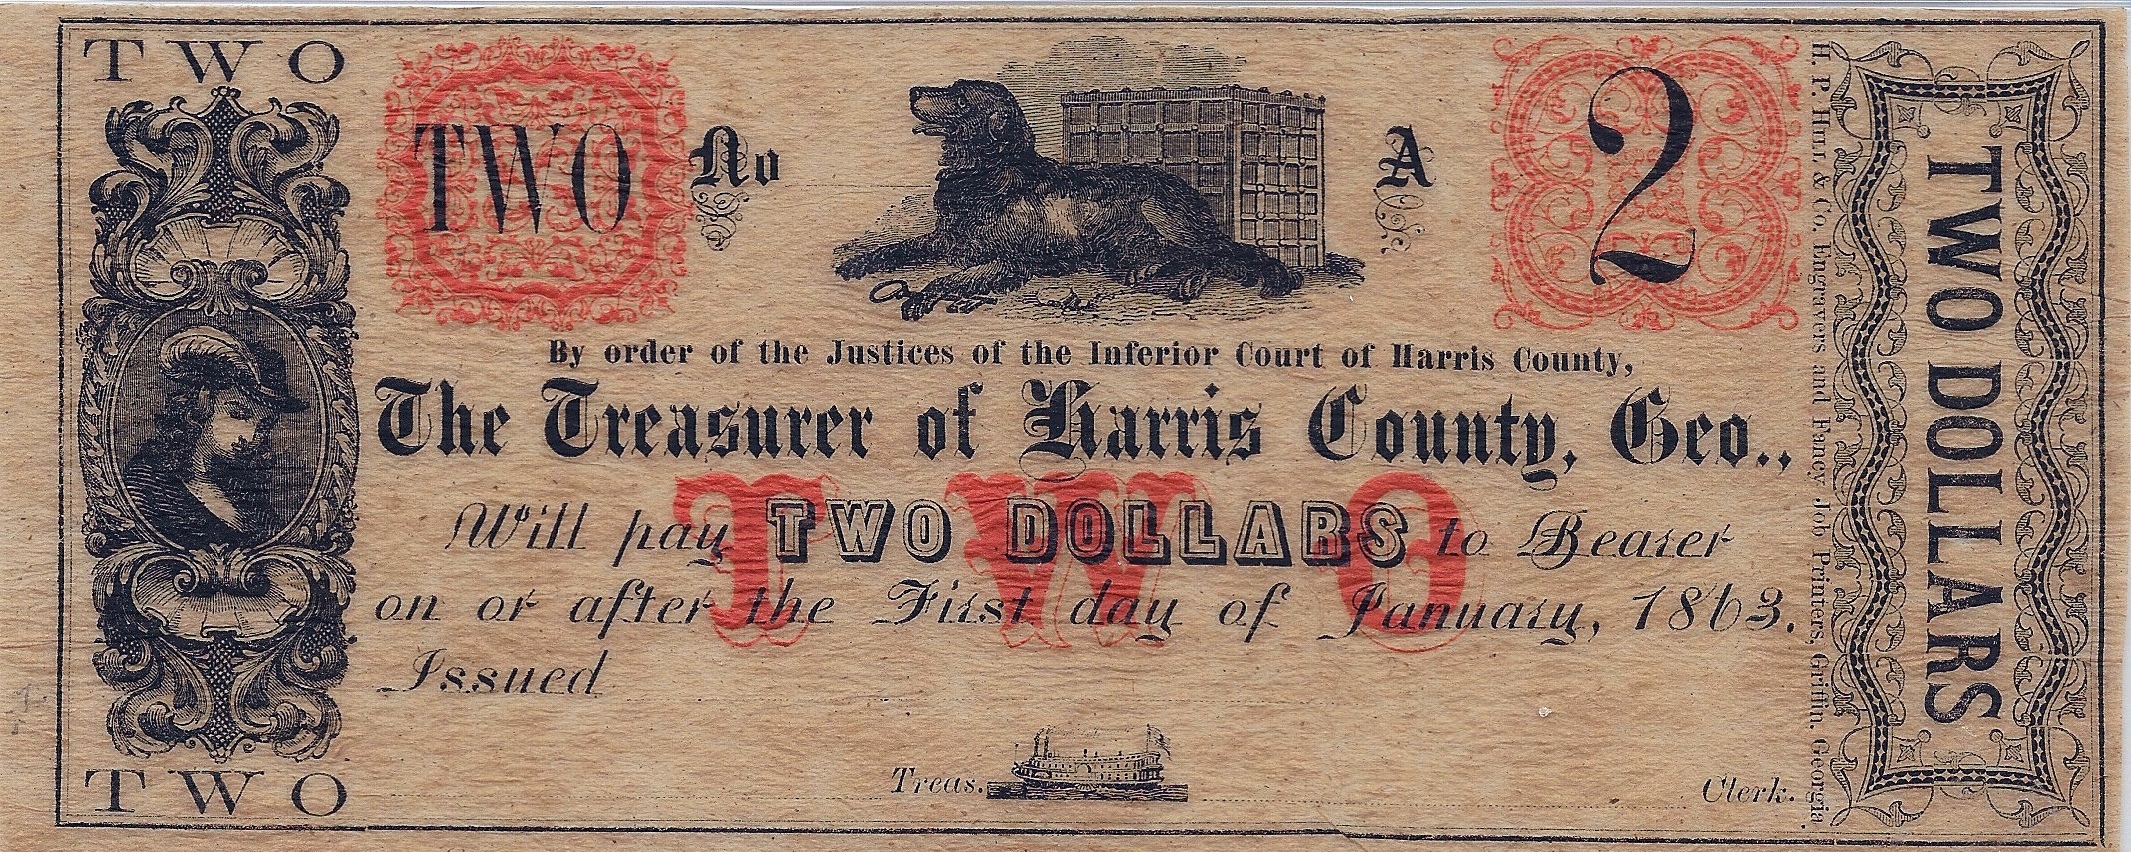 TWO
TWO
No
A
2
By order of the Justices of the Inferior Court of Harris County,
The Treasurer of Harris County, Geo.,
TWO
Will pay TWO DOLLARS to Bearer
on or after the First day of January, 1863.
Issued
Treas.
Clerk.
TWO
H. P. Hill & Co. Engravers and Fancy Job Printers, Griffin, Georgia.
TWO DOLLARS